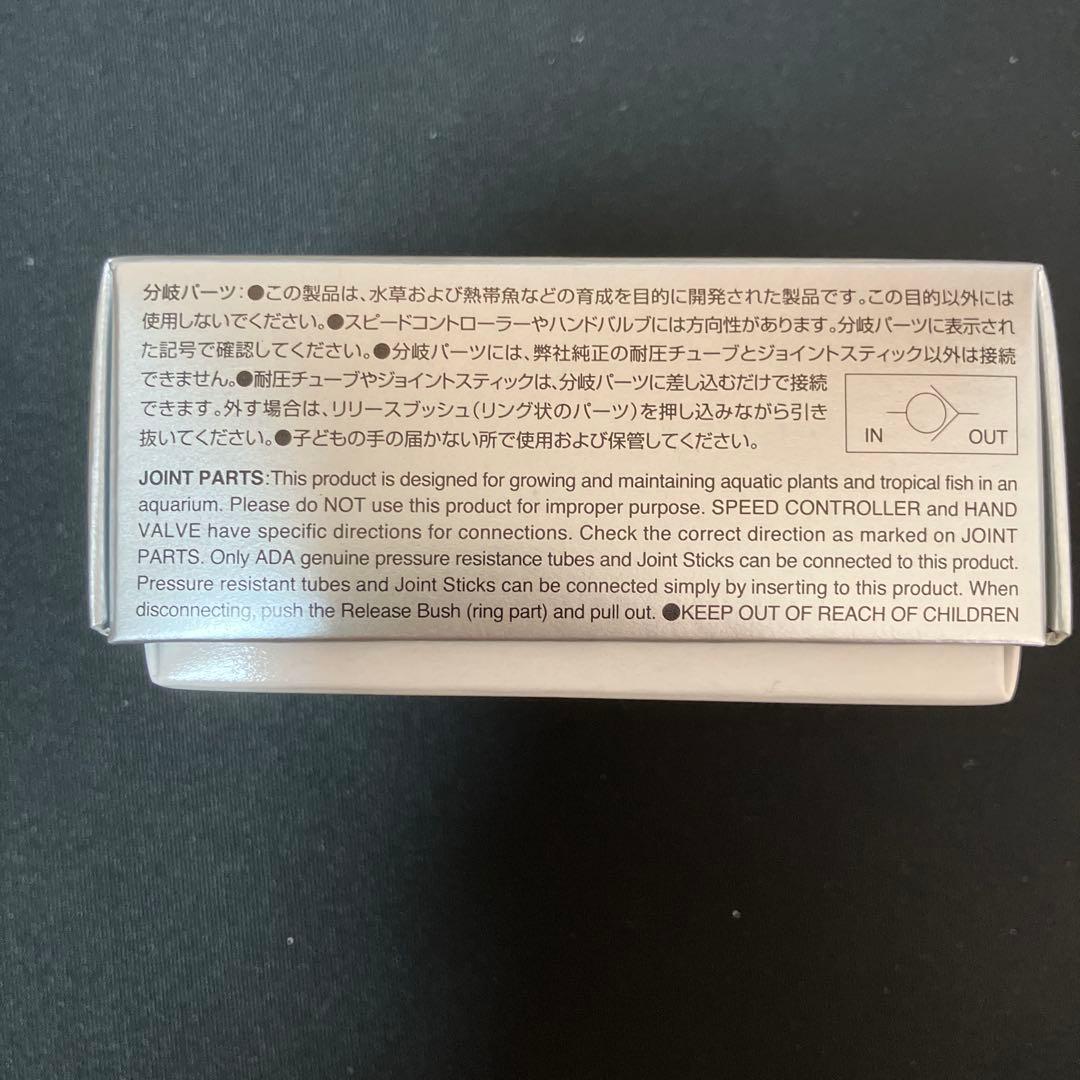 分岐パーツ：●この製品は、水草および熱帯魚などの育成を目的に開発された製品です。この目的以外には
使用しないでください。●スピードコントローラーやハンドバルブには方向性があります。分岐パーツに表示され
た記号で確認してください。●分岐パーツには、弊社純正の耐圧チューブとジョイントスティック以外は接続
できません。●耐圧チューブやジョイントスティックは、分岐パーツに差し込むだけで接続
できます。外す場合は、リリースブッシュ（リング状のパーツ）を押し込みながら引き
抜いてください。●子どもの手の届かない所で使用および保管してください。
IN OUT
JOINT PARTS:This product is designed for growing and maintaining aquatic plants and tropical fish in an
aquarium. Please do NOT use this product for improper purpose. SPEED CONTROLLER and HAND
VALVE have specific directions for connections. Check the correct direction as marked on JOINT
PARTS. Only ADA genuine pressure resistance tubes and Joint Sticks can be connected to this product.
Pressure resistant tubes and Joint Sticks can be connected simply by inserting to this product. When
disconnecting, push the Release Bush (ring part) and pull out. ●KEEP OUT OF REACH OF CHILDREN